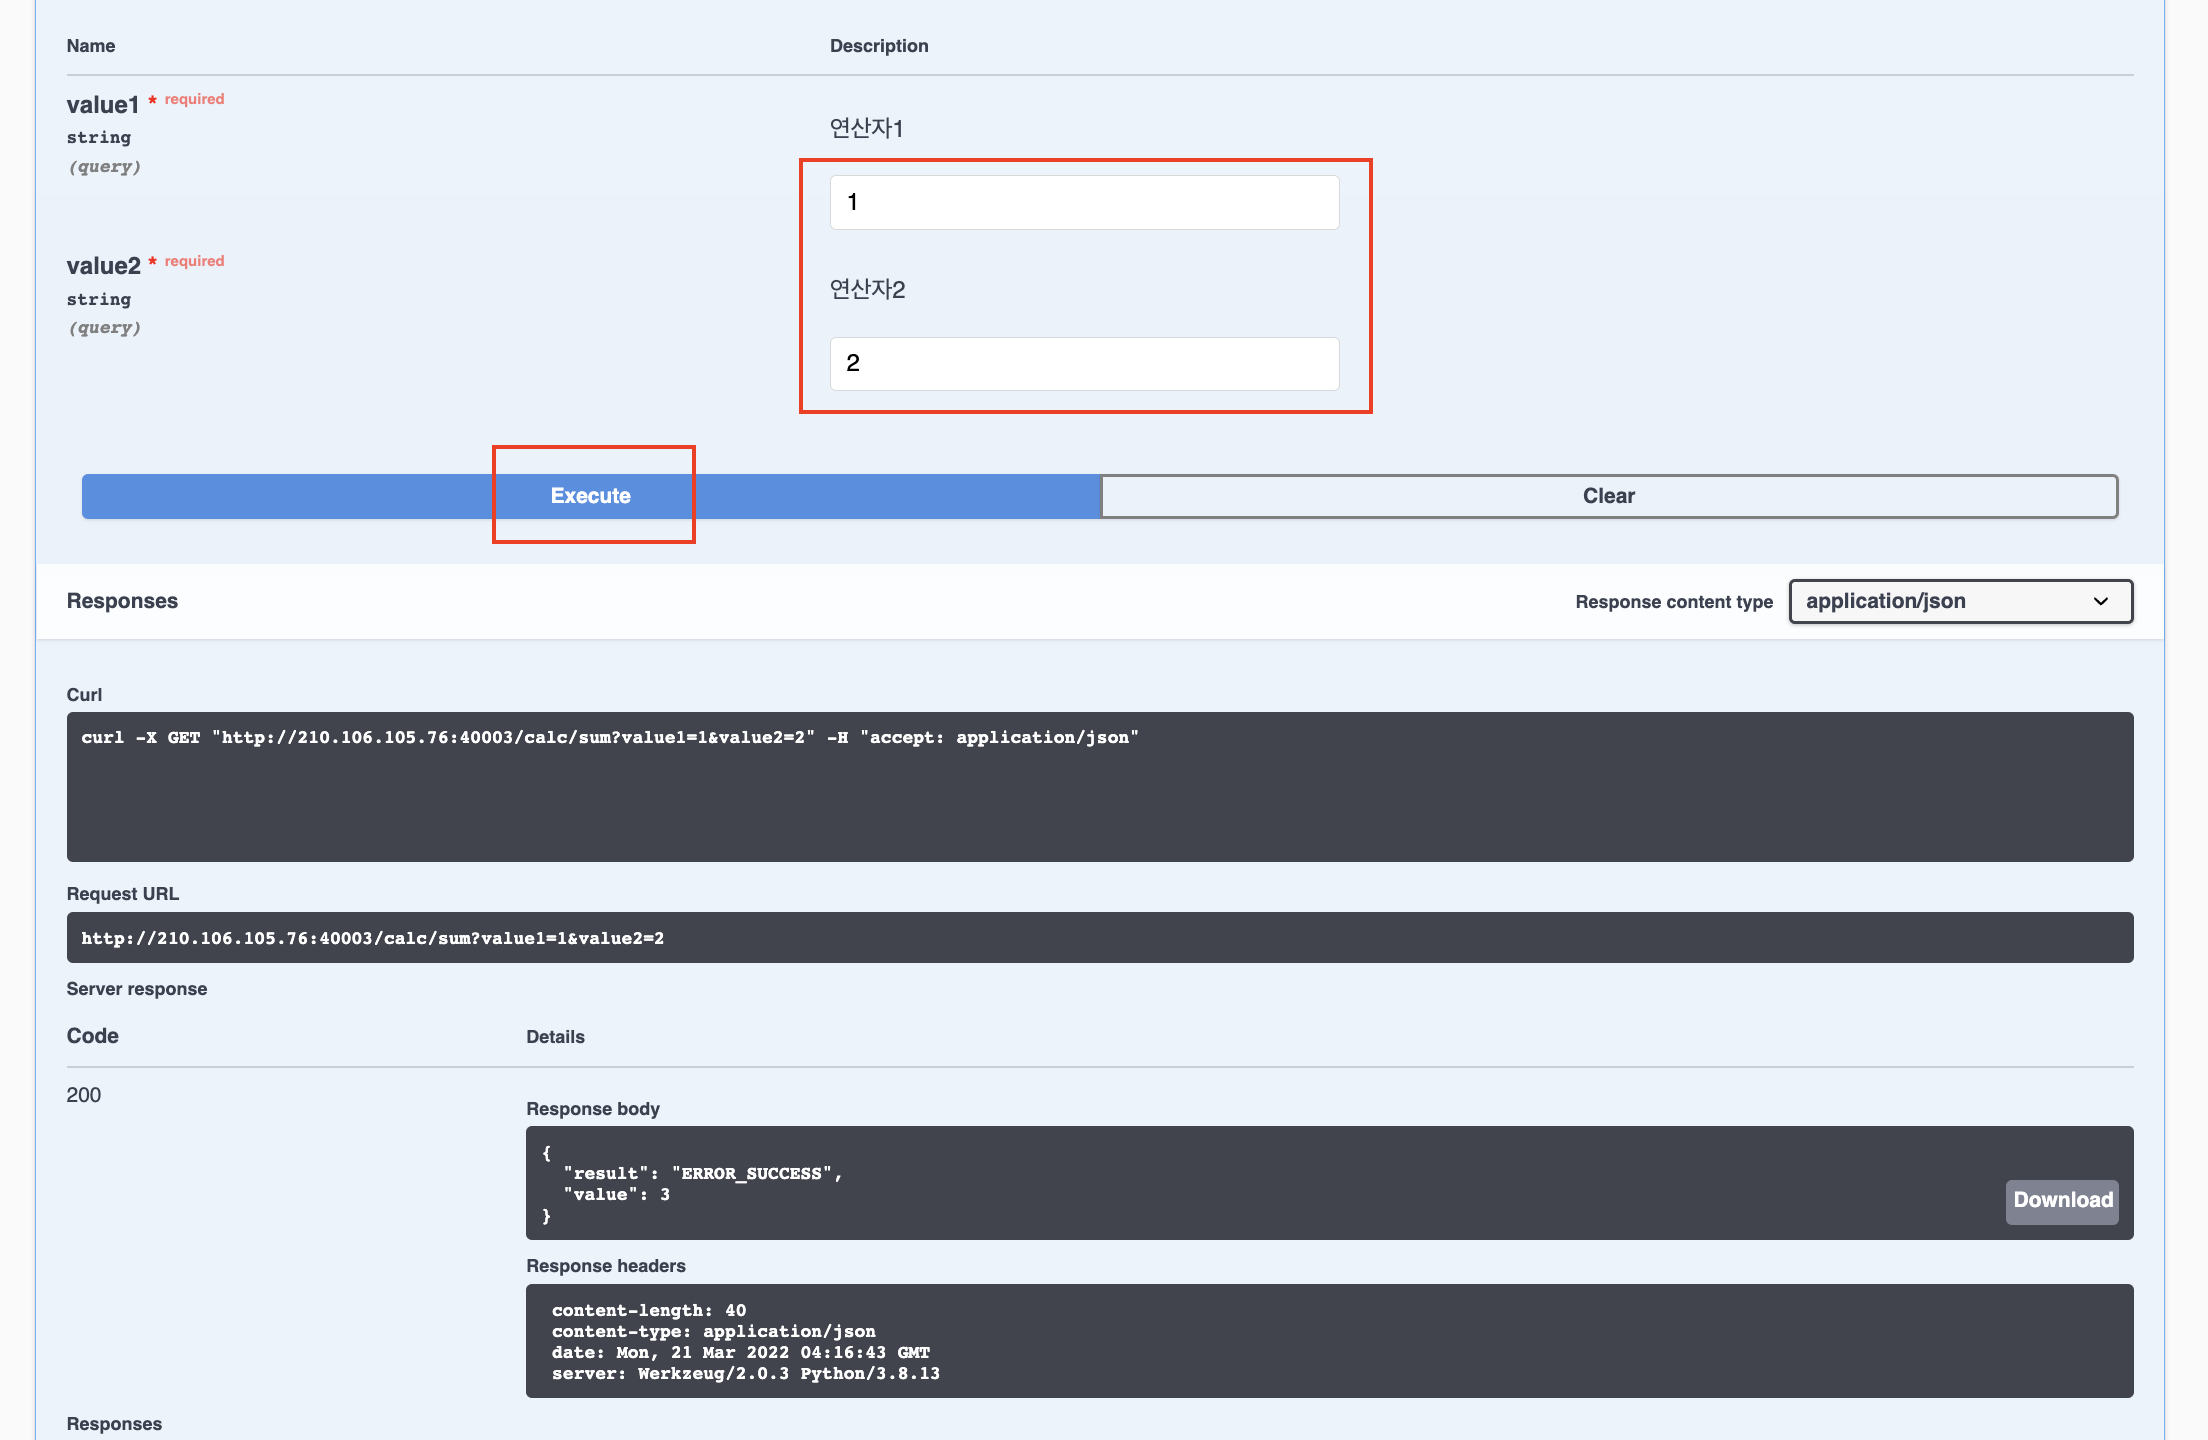 Name Description
value1 * required
string
(query)
연산자1
1
value2 * required
string
(query)
연산자2
2
Execute Clear
Responses Response content type application/json
Curl
curl -X GET "http://210.106.105.76:40003/calc/sum?value1=1&value2=2" -H "accept: application/json"
Request URL
http://210.106.105.76:40003/calc/sum?value1=1&value2=2
Server response
Code Details
200
Response body
{
"result": "ERROR_SUCCESS",
"value": 3
}
Download
Response headers
content-length: 40
content-type: application/json
date: Mon, 21 Mar 2022 04:16:43 GMT
server: Werkzeug/2.0.3 Python/3.8.13
Responses